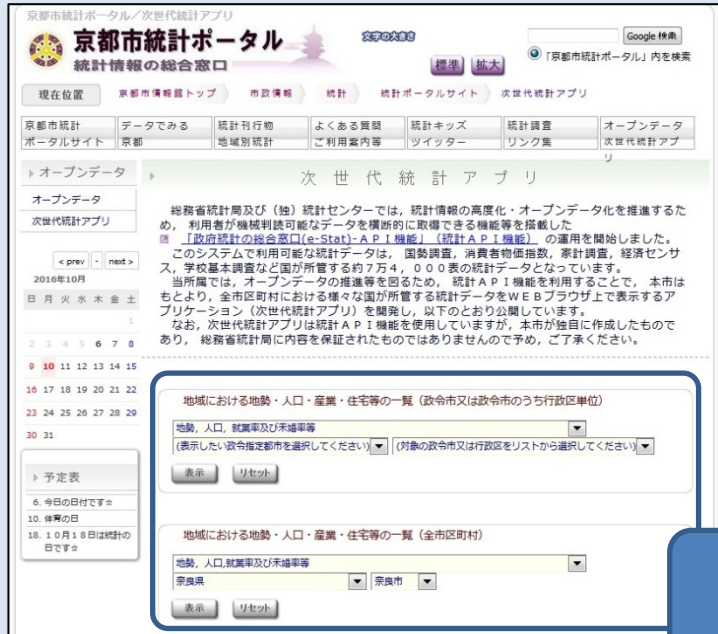 京都市統計ポータル/次世代統計アプリ
京都市統計ポータル
統計情報の総合窓口
文字の大きさ
標準 拡大
Google 検索
「京都市統計ポータル」内を検索
現在位置 京都市情報館トップ 市政情報 統計 統計ポータルサイト 次世代統計アプリ
京都市統計ポータルサイト データでみる京都 統計刊行物地域別統計 よくある質問ご利用案内等 統計キッズツイッター 統計調査リンク集 オープンデータ次世代統計アプリ
オープンデータ
オープンデータ
次世代統計アプリ
< prev - next >
2016年10月
日 月 火 水 木 金 土
1
2 3 4 5 6 7 8
9 10 11 12 13 14 15
16 17 18 19 20 21 22
23 24 25 26 27 28 29
30 31
予定表
6. 今日の日付です☆
10. 体育の日
18. 10月18日は統計の
日です☆
次世代統計アプリ
総務省統計局及び(独)統計センターでは,統計情報の高度化・オープンデータ化を推進するた
め, 利用者が機械判読可能なデータを横断的に取得できる機能等を搭載した
「政府統計の総合窓口(e-Stat)-API機能」(統計API機能) の運用を開始しました。
このシステムで利用可能な統計データは, 国勢調査,消費者物価指数,家計調査,経済センサ
ス,学校基本調査など国が所管する約7万4,000表の統計データとなっています。
当所属では,オープンデータの推進等を図るため, 統計API機能を利用することで, 本市は
もとより,全市区町村における様々な国が所管する統計データをWEBブラウザ上で表示するア
プリケーション(次世代統計アプリ)を開発し,以下のとおり公開しています。
なお,次世代統計アプリは統計API機能を使用していますが,本市が独自に作成したもので
あり, 総務省統計局に内容を保証されたものではありませんので予め,ご了承ください。
地域における地勢・人口・産業・住宅等の一覧(政令市又は政令市のうち行政区単位)
地勢,人口,就業率及び未婚率等
(表示したい政令指定都市を選択してください) (対象の政令市又は行政区をリストから選択してください)
表示 リセット
地域における地勢・人口・産業・住宅等の一覧(全市区町村)
地勢,人口,就業率及び未婚率等
奈良県 奈良市
表示 リセット